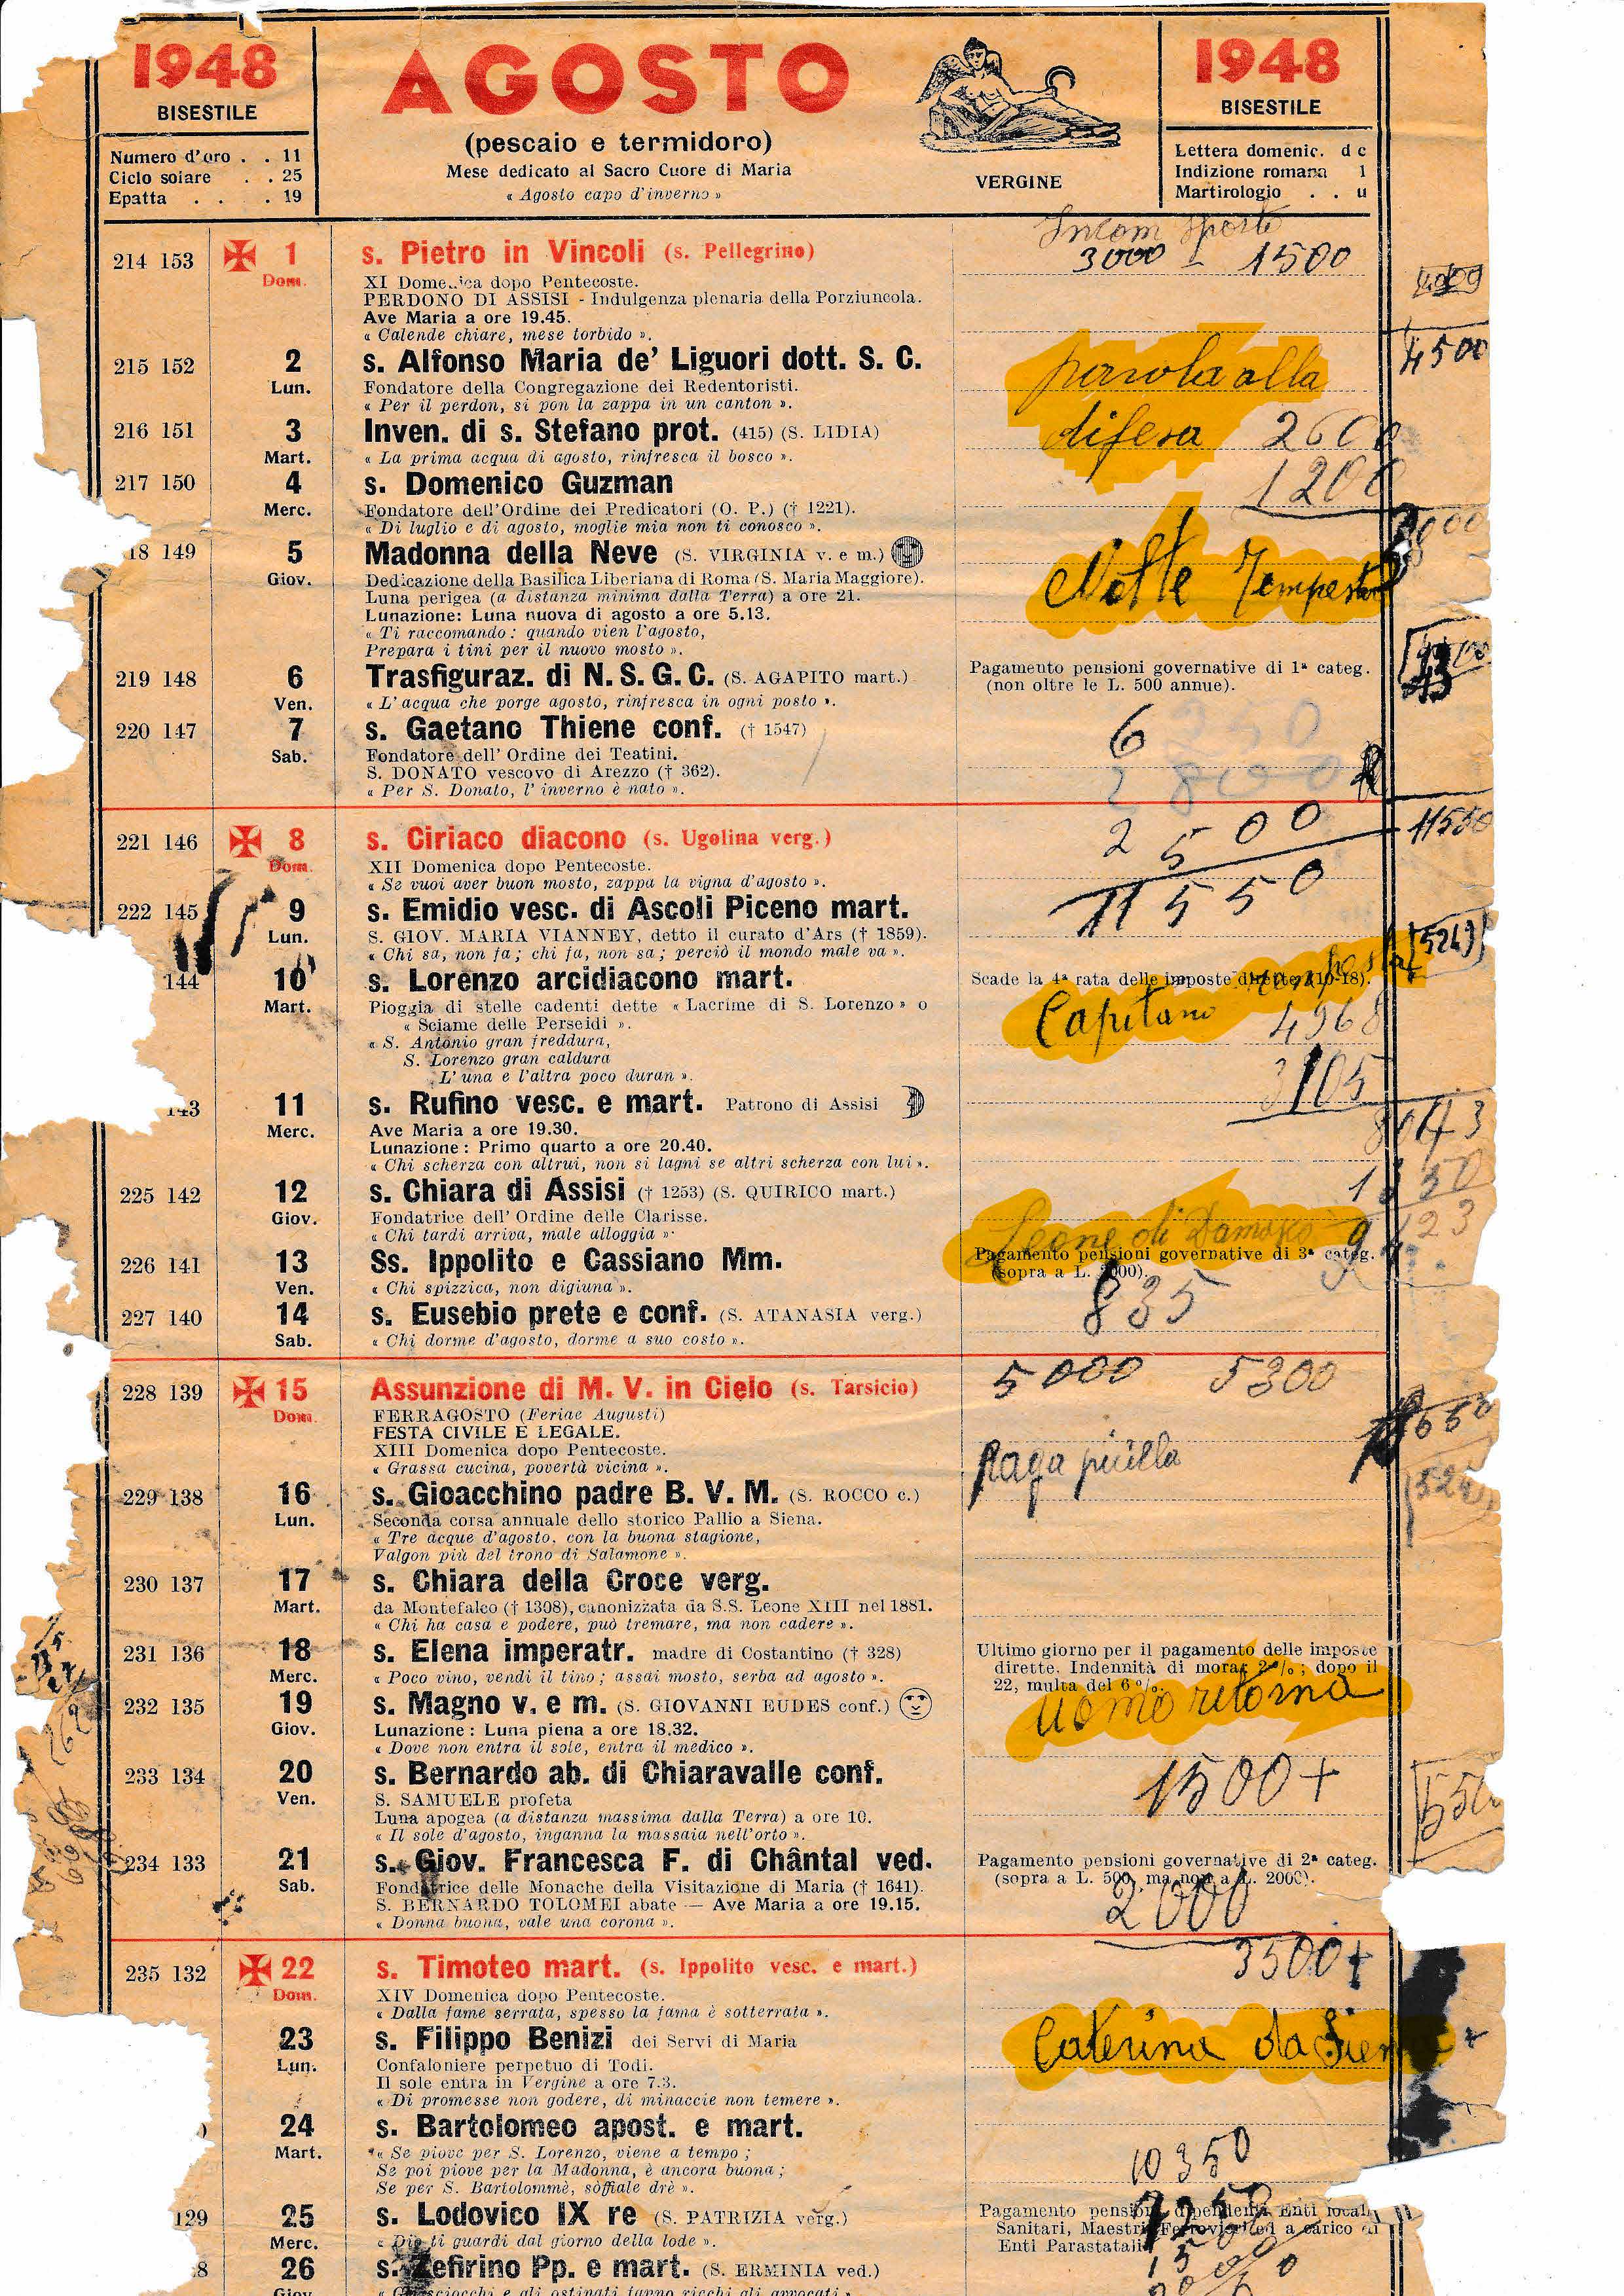 1948
BISESTILE
Numero d'oro . . 11
Ciclo solare . . 25
Epatta . . . . 19
AGOSTO
(pescaio e termidoro)
Mese dedicato al Sacro Cuore di Maria
« Agosto capo d'inverno »
VERGINE
1948
BISESTILE
Lettera domenic. d c
Indizione romana 1
Martirologio . . u
Incom Sporte
3000 - 1500
4500
214 153 1 s. Pietro in Vincoli (s. Pellegrino)
Dom. XI Domenica dopo Pentecoste.
PERDONO DI ASSISI - Indulgenza plenaria della Porziuncola.
Ave Maria a ore 19.45.
« Calende chiare, mese torbido ».
215 152 2 s. Alfonso Maria de' Liguori dott. S. C.
Lun. Fondatore della Congregazione dei Redentoristi.
« Per il perdon, si pon la zappa in un canton ».
parola alla
216 151 3 Inven. di s. Stefano prot. (415) (S. LIDIA)
Mart. « La prima acqua di agosto, rinfresca il bosco ».
difesa 2600
217 150 4 s. Domenico Guzman
Merc. Fondatore dell'Ordine dei Predicatori (O. P.) († 1221).
« Di luglio e di agosto, moglie mia non ti conosco ».
1200
18 149 5 Madonna della Neve (S. VIRGINIA v. e m.)
Giov. Dedicazione della Basilica Liberiana di Roma (S. Maria Maggiore).
Luna perigea (a distanza minima dalla Terra) a ore 21.
Lunazione: Luna nuova di agosto a ore 5.13.
« Ti raccomando: quando vien l'agosto,
Prepara i tini per il nuovo mosto ».
Notte Tempesta
219 148 6 Trasfiguraz. di N. S. G. C. (S. AGAPITO mart.)
Ven. « L'acqua che porge agosto, rinfresca in ogni posto ».
Pagamento pensioni governative di 1ª categ.
(non oltre le L. 500 annue).
220 147 7 s. Gaetano Thiene conf. († 1547)
Sab. Fondatore dell' Ordine dei Teatini.
S. DONATO vescovo di Arezzo († 362).
« Per S. Donato, l' inverno è nato ».
6
2800
221 146 8 s. Ciriaco diacono (s. Ugolina verg.)
Dom. XII Domenica dopo Pentecoste.
« Se vuoi aver buon mosto, zappa la vigna d'agosto ».
2500
11550
11550
222 145 9 s. Emidio vesc. di Ascoli Piceno mart.
Lun. S. GIOV. MARIA VIANNEY, detto il curato d'Ars († 1859).
« Chi sa, non fa; chi fa, non sa; perciò il mondo male va ».
144 10 s. Lorenzo arcidiacono mart.
Mart. Pioggia di stelle cadenti dette « Lacrime di S. Lorenzo » o
« Sciame delle Perseidi ».
« S. Antonio gran freddura,
S. Lorenzo gran caldura
L' una e l'altra poco duran ».
Scade la 4ª rata delle imposte dirette (10-18).
Capitano 4968
3105
143 11 s. Rufino vesc. e mart. Patrono di Assisi
Merc. Ave Maria a ore 19.30.
Lunazione: Primo quarto a ore 20.40.
« Chi scherza con altrui, non si lagni se altri scherza con lui ».
225 142 12 s. Chiara di Assisi († 1253) (S. QUIRICO mart.)
Giov. Fondatrice dell' Ordine delle Clarisse.
« Chi tardi arriva, male alloggia ».
Leone di Damasco 9423
226 141 13 Ss. Ippolito e Cassiano Mm.
Ven. « Chi spizzica, non digiuna ».
Pagamento pensioni governative di 3ª categ.
(sopra a L. 2000).
227 140 14 s. Eusebio prete e conf. (S. ATANASIA verg.)
Sab. « Chi dorme d'agosto, dorme a suo costo ».
835
228 139 15 Assunzione di M. V. in Cielo (s. Tarsicio)
Dom. FERRAGOSTO (Feriae Augusti)
FESTA CIVILE E LEGALE.
XIII Domenica dopo Pentecoste.
« Grassa cucina, povertà vicina ».
5000 5300
229 138 16 s. Gioacchino padre B. V. M. (S. ROCCO c.)
Lun. Seconda corsa annuale dello storico Pallio a Siena.
« Tre acque d'agosto, con la buona stagione,
Valgon più del trono di Salamone ».
230 137 17 s. Chiara della Croce verg.
Mart. da Montefalco († 1308), canonizzata da S.S. Leone XIII nel 1881.
« Chi ha casa e podere, può tremare, ma non cadere ».
231 136 18 s. Elena imperatr. madre di Costantino († 328)
Merc. « Poco vino, vendi il tino; assai mosto, serba ad agosto ».
Ultimo giorno per il pagamento delle imposte
dirette. Indennità di mora: 2%; dopo il
22, multa del 6%.
232 135 19 s. Magno v. e m. (S. GIOVANNI EUDES conf.)
Giov. Lunazione: Luna piena a ore 18.32.
« Dove non entra il sole, entra il medico ».
uomo ritorna
233 134 20 s. Bernardo ab. di Chiaravalle conf.
Ven. S. SAMUELE profeta
Luna apogea (a distanza massima dalla Terra) a ore 10.
« Il sole d'agosto, inganna la massaia nell'orto ».
1500+
234 133 21 s. Giov. Francesca F. di Chântal ved.
Sab. Fondatrice delle Monache della Visitazione di Maria († 1641).
S. BERNARDO TOLOMEI abate — Ave Maria a ore 19.15.
« Donna buona, vale una corona ».
Pagamento pensioni governative di 2ª categ.
(sopra a L. 500, ma non a L. 2000).
2000
235 132 22 s. Timoteo mart. (s. Ippolito vesc. e mart.)
Dom. XIV Domenica dopo Pentecoste.
« Dalla fame serrata, spesso la fama è sotterrata ».
3500+
23 s. Filippo Benizi dei Servi di Maria
Lun. Confaloniere perpetuo di Todi.
Il sole entra in Vergine a ore 7.3.
« Di promesse non godere, di minaccie non temere ».
Caterina da Siena
24 s. Bartolomeo apost. e mart.
Mart. « Se piove per S. Lorenzo, viene a tempo;
Se poi piove per la Madonna, è ancora buona;
Se per S. Bartolommè, soffiale drè ».
10350
129 25 s. Lodovico IX re (S. PATRIZIA verg.)
Merc. « Dio ti guardi dal giorno della lode ».
Pagamento pensioni dipendenti Enti locali,
Sanitari, Maestri, Ferrovieri ed a carico di
Enti Parastatali
8 26 s. Zefirino Pp. e mart. (S. ERMINIA ved.)
Giov. « Gli sciocchi e gli ostinati fanno ricchi gli avvocati ».